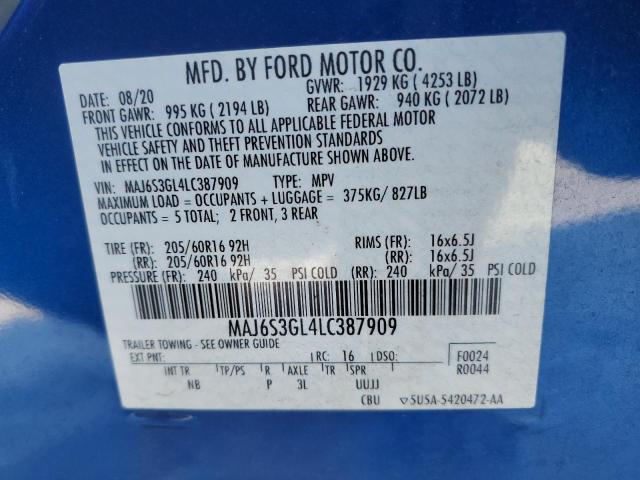 MFD. BY FORD MOTOR CO.
DATE: 08/20 GVWR: 1929 KG ( 4253 LB)
FRONT GAWR: 995 KG ( 2194 LB) REAR GAWR: 940 KG ( 2072 LB)
THIS VEHICLE CONFORMS TO ALL APPLICABLE FEDERAL MOTOR
VEHICLE SAFETY AND THEFT PREVENTION STANDARDS
IN EFFECT ON THE DATE OF MANUFACTURE SHOWN ABOVE.
VIN: MAJ6S3GL4LC387909 TYPE: MPV
MAXIMUM LOAD = OCCUPANTS + LUGGAGE = 375KG/ 827LB
OCCUPANTS = 5 TOTAL; 2 FRONT, 3 REAR
TIRE (FR): 205/60R16 92H RIMS (FR): 16x6.5J
(RR): 205/60R16 92H (RR): 16x6.5J
PRESSURE (FR): 240 kPa/ 35 PSI COLD (RR): 240 kPa/ 35 PSI COLD
MAJ6S3GL4LC387909
TRAILER TOWING - SEE OWNER GUIDE
EXT PNT: RC: 16 DSO: F0024
INT TR TP/PS R AXLE TR SPR R0044
NB P 3L UUJJ
CBU ▽5USA-5420472-AA